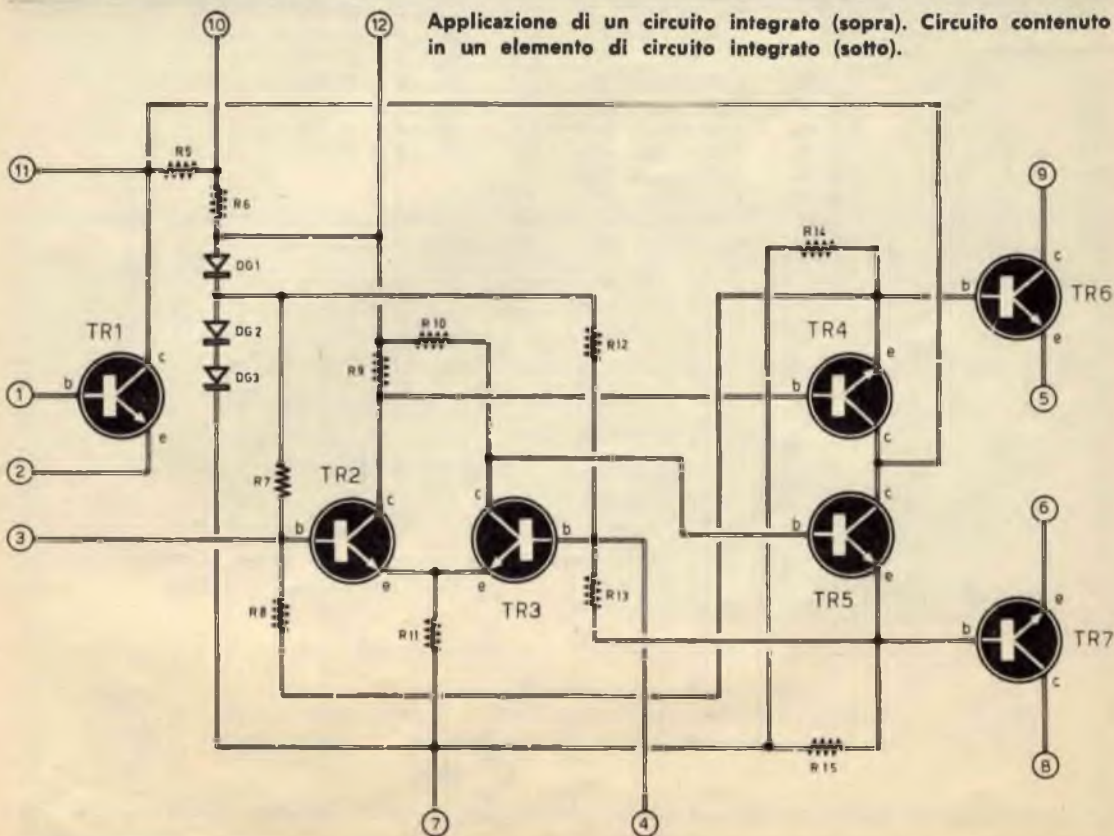 Applicazione di un circuito integrato (sopra). Circuito contenuto
in un elemento di circuito integrato (sotto).
10
12
11
R5
R6
DG1
DG2
DG3
TR1
b
c
e
1
2
3
R7
R8
TR2
b
c
e
R9
R10
R11
TR3
c
b
e
R12
R13
R14
TR4
b
e
c
TR5
b
c
e
R15
9
c
b
TR6
e
5
6
e
b
TR7
c
8
7
4